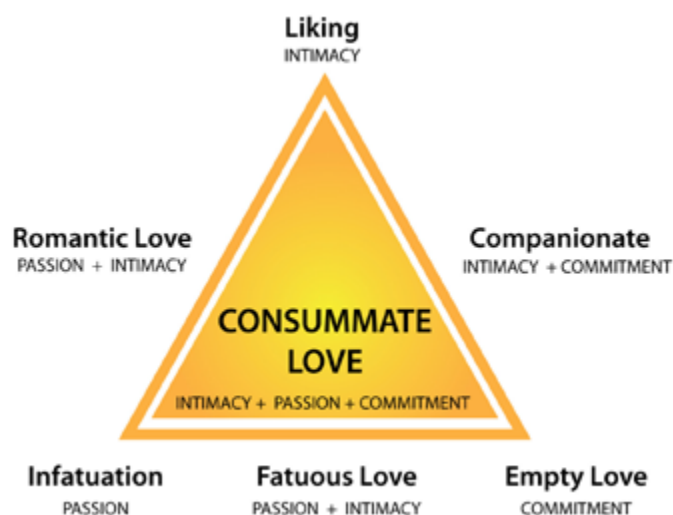 Liking
INTIMACY
Romantic Love
PASSION + INTIMACY
Companionate
INTIMACY + COMMITMENT
CONSUMMATE
LOVE
INTIMACY + PASSION + COMMITMENT
Infatuation
PASSION
Fatuous Love
PASSION + INTIMACY
Empty Love
COMMITMENT